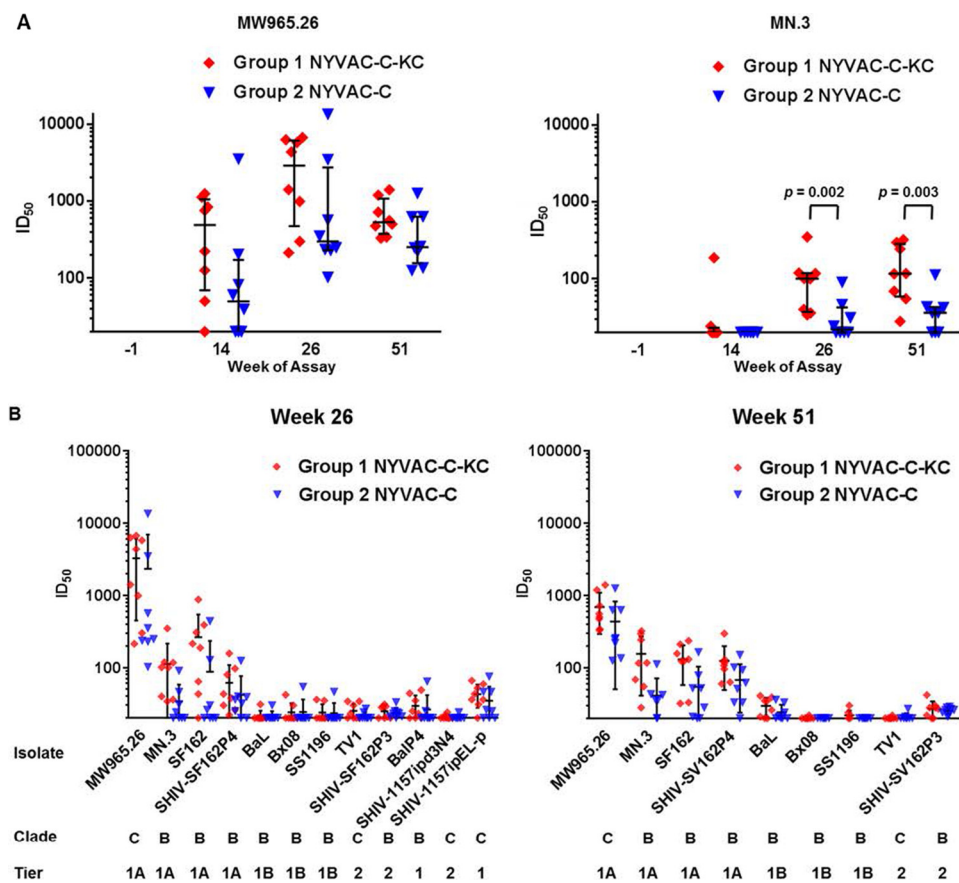 A
MW965.26
Group 1 NYVAC-C-KC
Group 2 NYVAC-C
10000
1000
100
ID50
-1 14 26 51
Week of Assay
MN.3
Group 1 NYVAC-C-KC
Group 2 NYVAC-C
10000
1000
100
ID50
p = 0.002
p = 0.003
-1 14 26 51
Week of Assay
B
Week 26
Group 1 NYVAC-C-KC
Group 2 NYVAC-C
100000
10000
1000
100
ID50
Week 51
Group 1 NYVAC-C-KC
Group 2 NYVAC-C
100000
10000
1000
100
ID50
Isolate
MW965.26
MN.3
SF162
SHIV-SF162P4
BaL
Bx08
SS1196
TV1
SHIV-SF162P3
BalP4
SHIV-1157ipd3N4
SHIV-1157ipEL-p
MW965.26
MN.3
SF162
SHIV-SV162P4
BaL
Bx08
SS1196
TV1
SHIV-SV162P3
Clade C B B B B B B C B B C C C B B B B B B C B
Tier 1A 1A 1A 1A 1B 1B 1B 2 2 1 2 1 1A 1A 1A 1A 1B 1B 1B 2 2